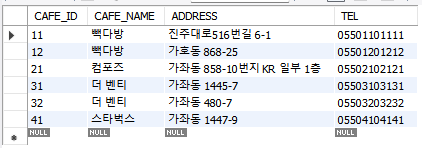 CAFE_ID CAFE_NAME ADDRESS TEL
11 빽다방 진주대로516번길 6-1 05501101111
12 빽다방 가호동 868-25 05501201212
21 컴포즈 가좌동 858-10번지 KR 일부 1층 05502102121
31 더 벤티 가좌동 1445-7 05503103131
32 더 벤티 가좌동 480-7 05503203232
41 스타벅스 가좌동 1447-9 05504104141
NULL NULL NULL NULL